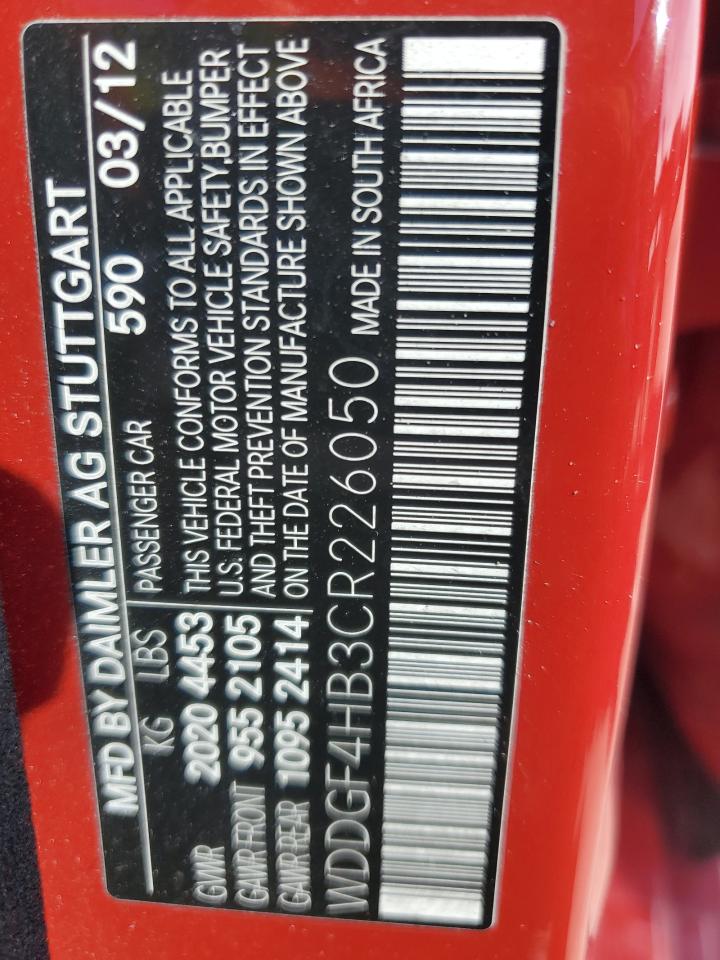 MFD BY DAIMLER AG STUTTGART
KG LBS PASSENGER CAR 590 03/12
GVWR 2020 4453 THIS VEHICLE CONFORMS TO ALL APPLICABLE
GAWR FRONT 955 2105 U.S. FEDERAL MOTOR VEHICLE SAFETY,BUMPER
GAWR REAR 1095 2414 AND THEFT PREVENTION STANDARDS IN EFFECT
ON THE DATE OF MANUFACTURE SHOWN ABOVE
WDDGF4HB3CR226050 MADE IN SOUTH AFRICA